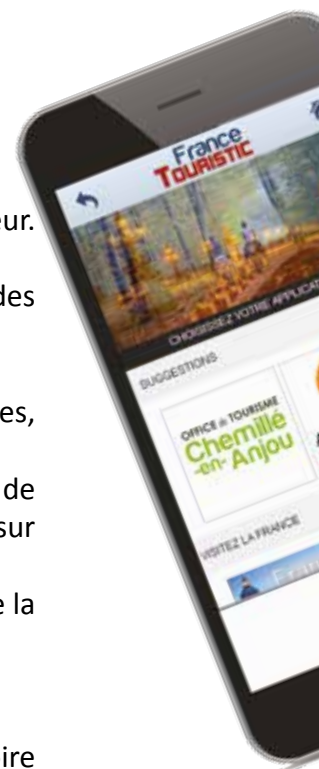 eur.
des
es,
de
sur
e la
ire
France
TOURISTIC
CHOISISSEZ VOTRE APPLICAT
SUGGESTIONS
OFFICE de TOURISME
Chemillé
-en- Anjou
VISITEZ LA FRANCE